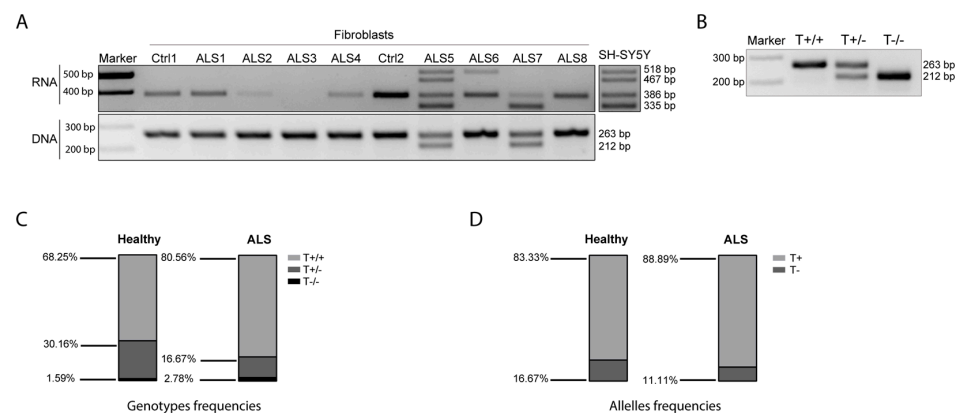 A
Fibroblasts
Marker Ctrl1 ALS1 ALS2 ALS3 ALS4 Ctrl2 ALS5 ALS6 ALS7 ALS8 SH-SY5Y
RNA
500 bp
400 bp
518 bp
467 bp
386 bp
335 bp
DNA
300 bp
200 bp
263 bp
212 bp
B
Marker T+/+ T+/- T-/-
300 bp
200 bp
263 bp
212 bp
C
Healthy ALS
68.25% 80.56%
30.16% 16.67%
1.59% 2.78%
T+/+
T+/-
T-/-
Genotypes frequencies
D
Healthy ALS
83.33% 88.89%
16.67% 11.11%
T+
T-
Alleles frequencies